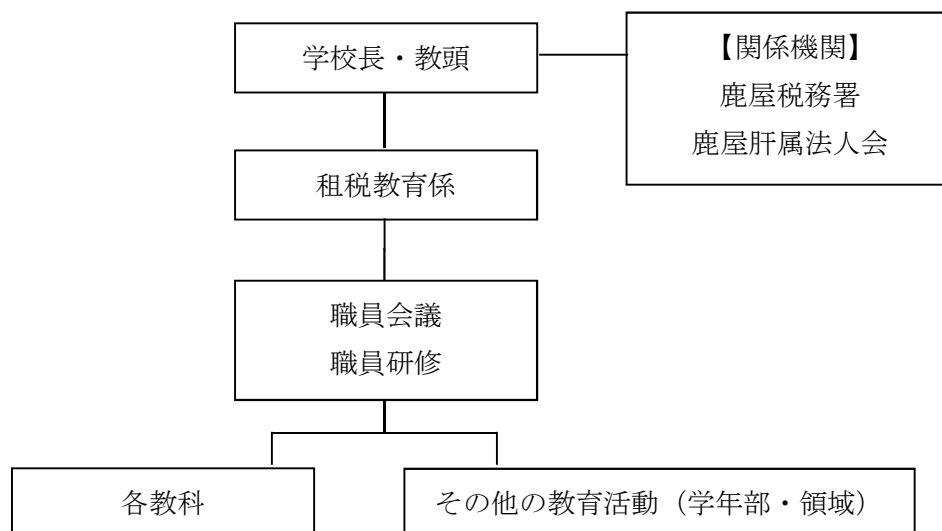 学校長・教頭
【関係機関】
鹿屋税務署
鹿屋肝属法人会
租税教育係
職員会議
職員研修
各教科
その他の教育活動（学年部・領域）